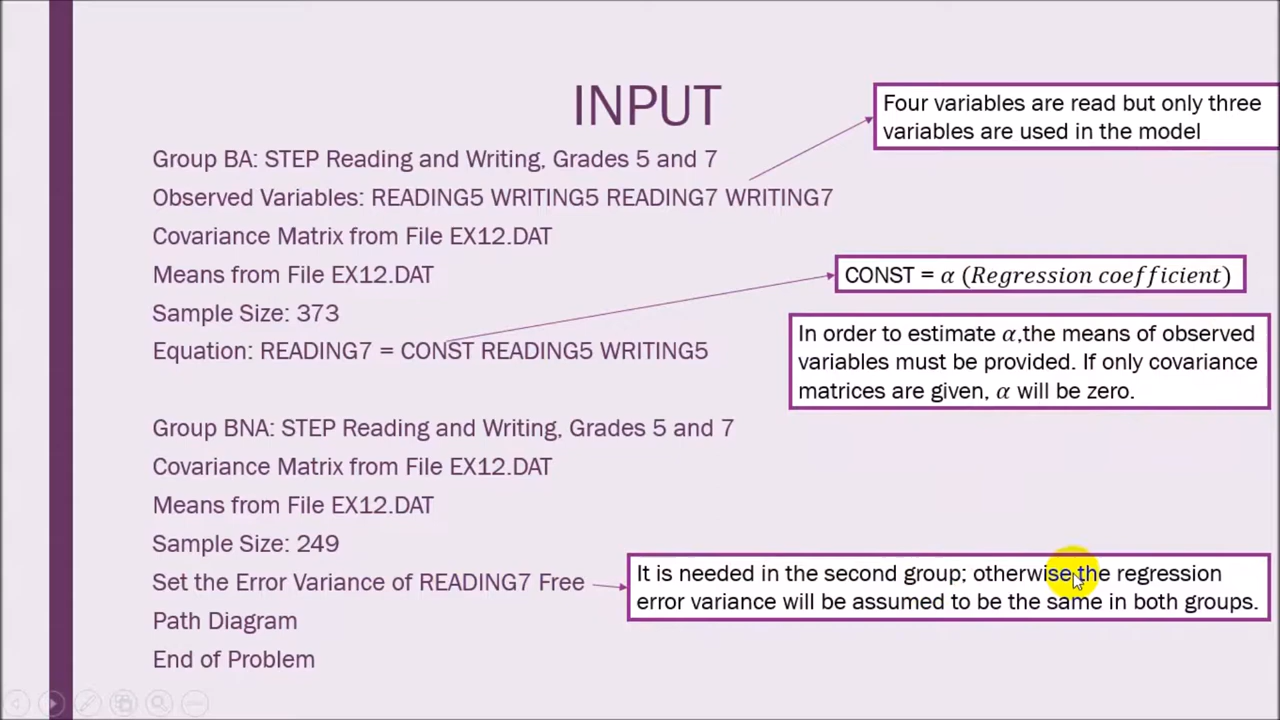 INPUT
Four variables are read but only three
variables are used in the model
Group BA: STEP Reading and Writing, Grades 5 and 7
Observed Variables: READING5 WRITING5 READING7 WRITING7
Covariance Matrix from File EX12.DAT
Means from File EX12.DAT
CONST = α (Regression coefficient)
Sample Size: 373
Equation: READING7 = CONST READING5 WRITING5
In order to estimate α,the means of observed
variables must be provided. If only covariance
matrices are given, α will be zero.
Group BNA: STEP Reading and Writing, Grades 5 and 7
Covariance Matrix from File EX12.DAT
Means from File EX12.DAT
Sample Size: 249
Set the Error Variance of READING7 Free
It is needed in the second group; otherwise the regression
error variance will be assumed to be the same in both groups.
Path Diagram
End of Problem